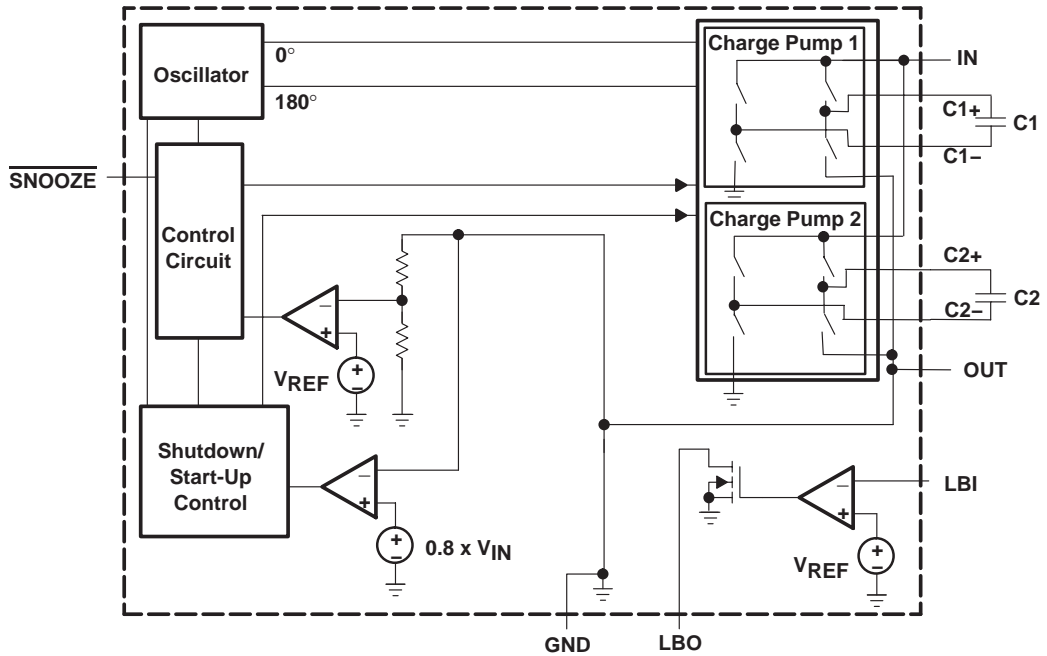 Oscillator
0°
180°
Charge Pump 1
IN
C1+
C1
C1−
SNOOZE
Control
Circuit
Charge Pump 2
C2+
C2
C2−
−
+
VREF
+
−
OUT
Shutdown/
Start-Up
Control
−
+
+
−
0.8 x VIN
LBI
−
+
VREF
+
−
GND
LBO